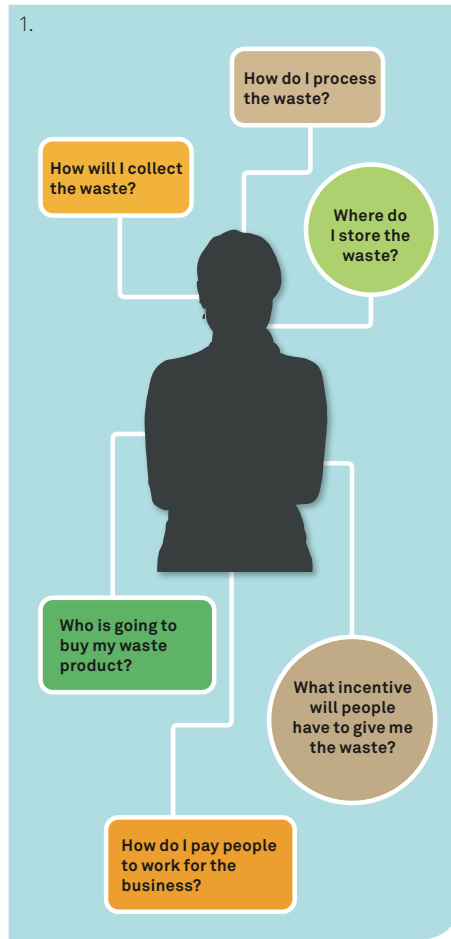 1.
How do I process
the waste?
How will I collect
the waste?
Where do
I store the
waste?
Who is going to
buy my waste
product?
What incentive
will people
have to give me
the waste?
How do I pay people
to work for the
business?